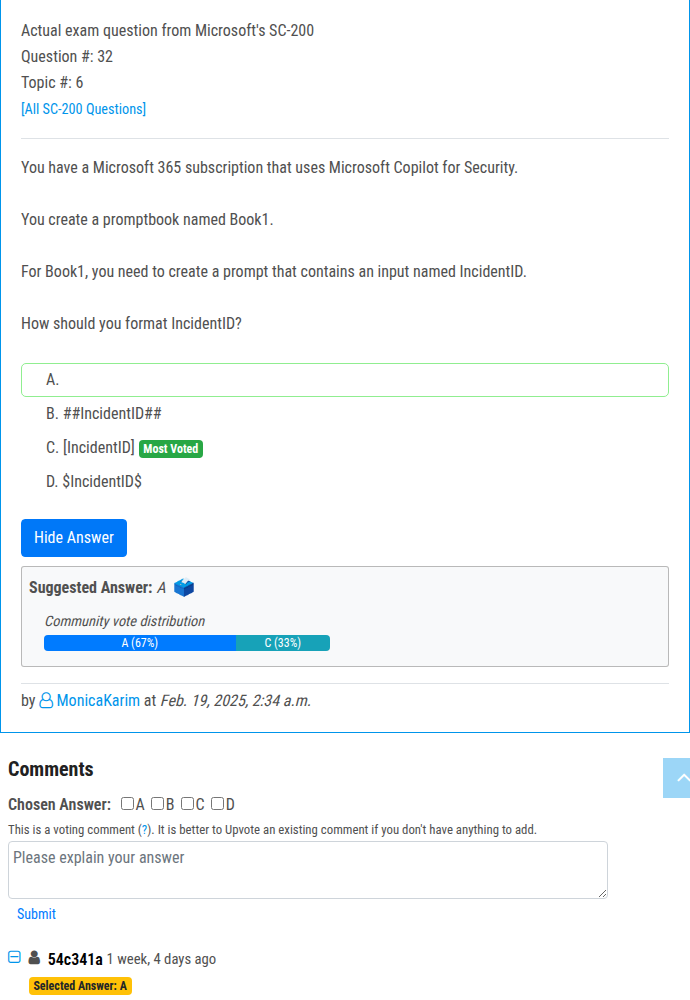 Actual exam question from Microsoft's SC-200
Question #: 32
Topic #: 6
[All SC-200 Questions]
You have a Microsoft 365 subscription that uses Microsoft Copilot for Security.
You create a promptbook named Book1.
For Book1, you need to create a prompt that contains an input named IncidentID.
How should you format IncidentID?
A.
B. ##IncidentID##
C. [IncidentID] Most Voted
D. $IncidentID$
Hide Answer
Suggested Answer: A
Community vote distribution
A (67%) C (33%)
by MonicaKarim at Feb. 19, 2025, 2:34 a.m.
Comments
Chosen Answer: A B C D
This is a voting comment (?). It is better to Upvote an existing comment if you don't have anything to add.
Please explain your answer
Submit
54c341a 1 week, 4 days ago
Selected Answer: A